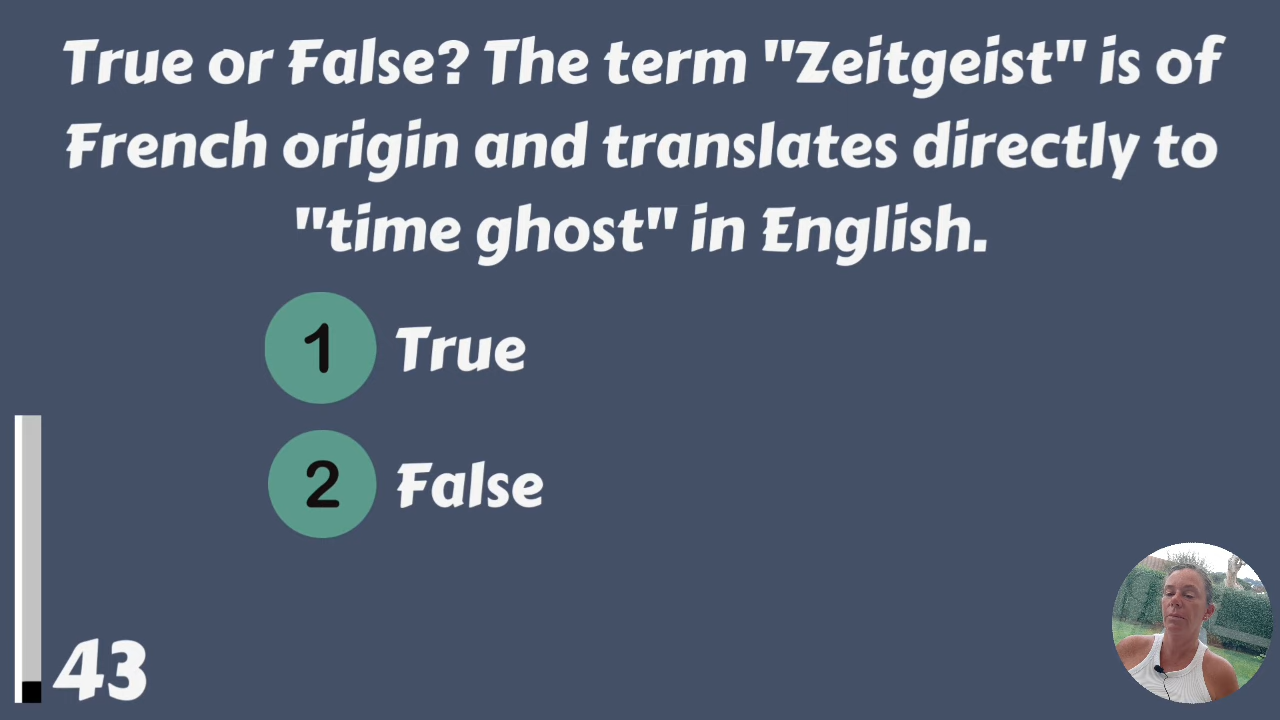 True or False? The term "Zeitgeist" is of
French origin and translates directly to
"time ghost" in English.
1 True
2 False
43